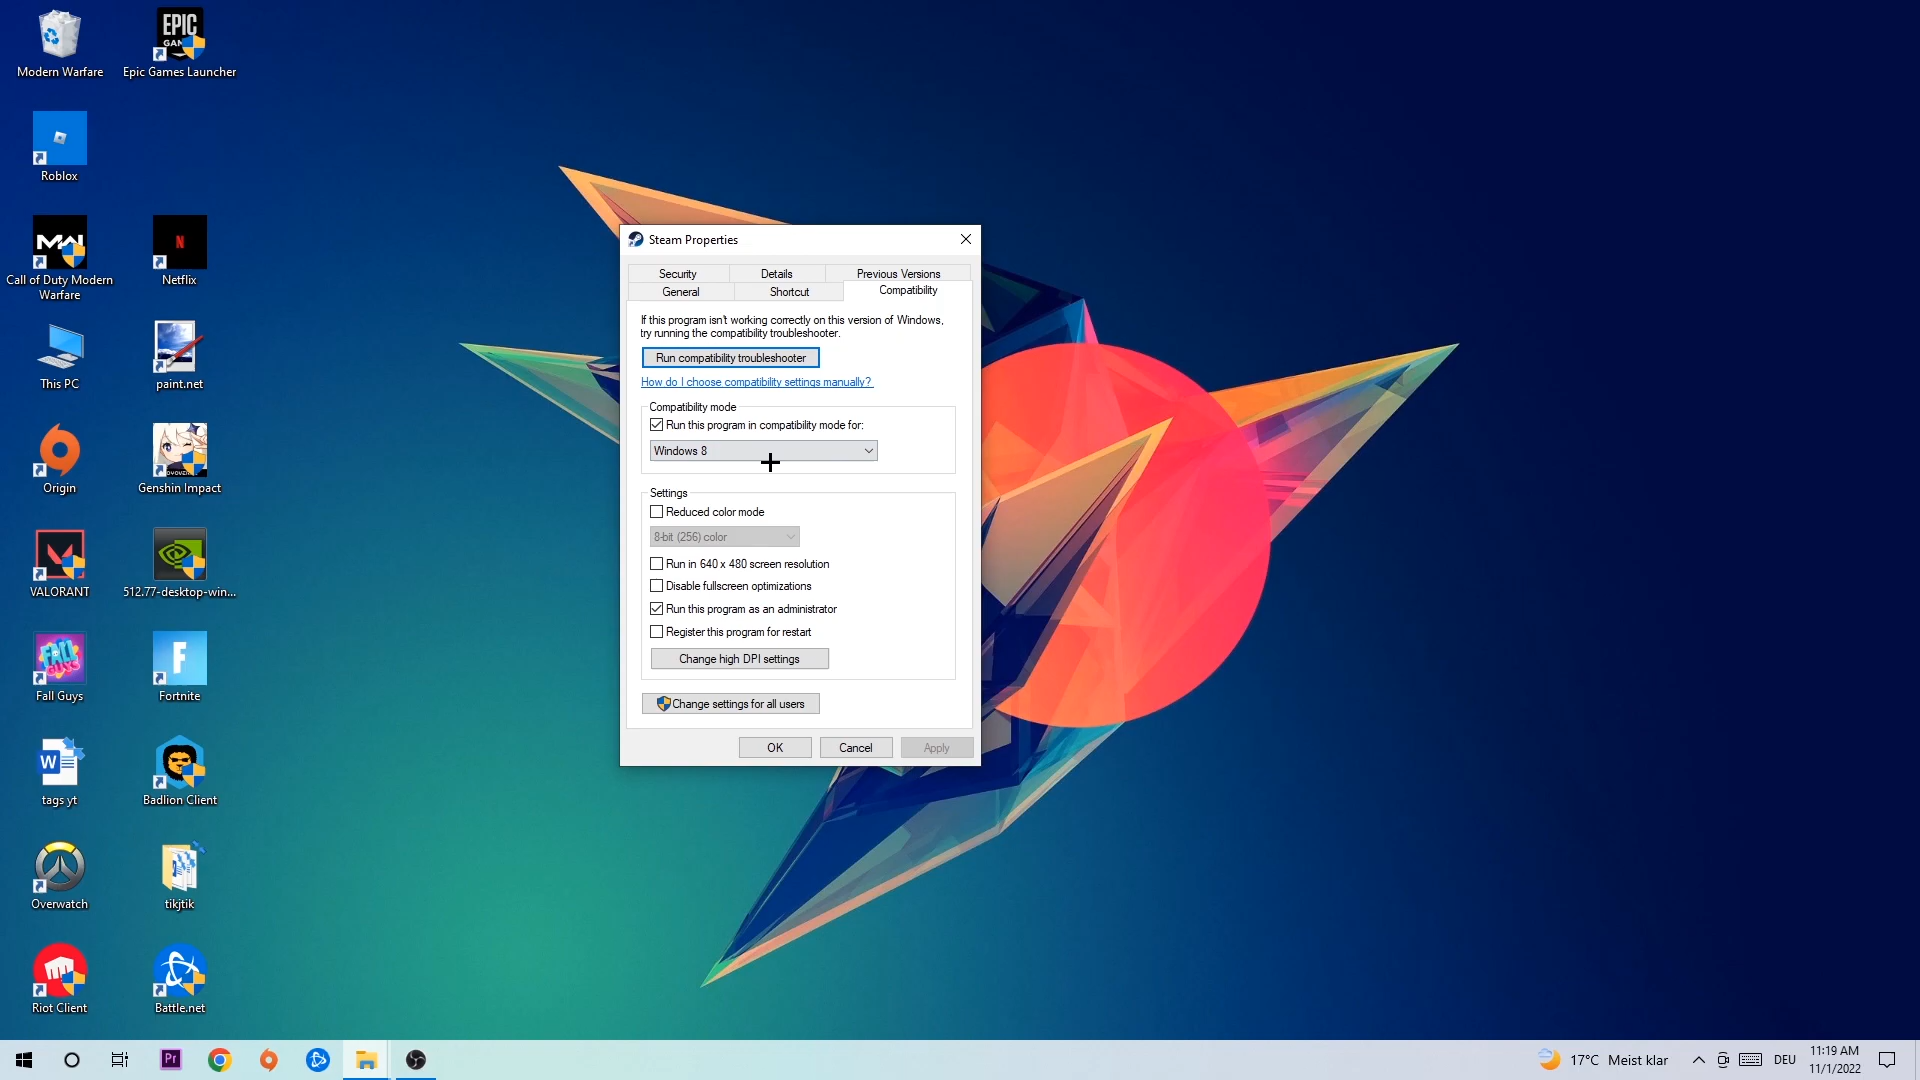 Modern Warfare
EPIC
GAMES
Epic Games Launcher
Roblox
MW
Call of Duty Modern
Warfare
N
Netflix
This PC
paint.net
Origin
Genshin Impact
VALORANT
512.77-desktop-win...
FALL
GUYS
Fall Guys
F
Fortnite
W
tags yt
Badlion Client
Overwatch
tikjtik
Riot Client
Battle.net
Steam Properties
Security
Details
Previous Versions
General
Shortcut
Compatibility
If this program isn't working correctly on this version of Windows,
try running the compatibility troubleshooter.
Run compatibility troubleshooter
How do I choose compatibility settings manually?
Compatibility mode
Run this program in compatibility mode for:
Windows 8
Settings
Reduced color mode
8-bit (256) color
Run in 640 x 480 screen resolution
Disable fullscreen optimizations
Run this program as an administrator
Register this program for restart
Change high DPI settings
Change settings for all users
OK
Cancel
Apply
Pr
17°C Meist klar
DEU
11:19 AM
11/1/2022